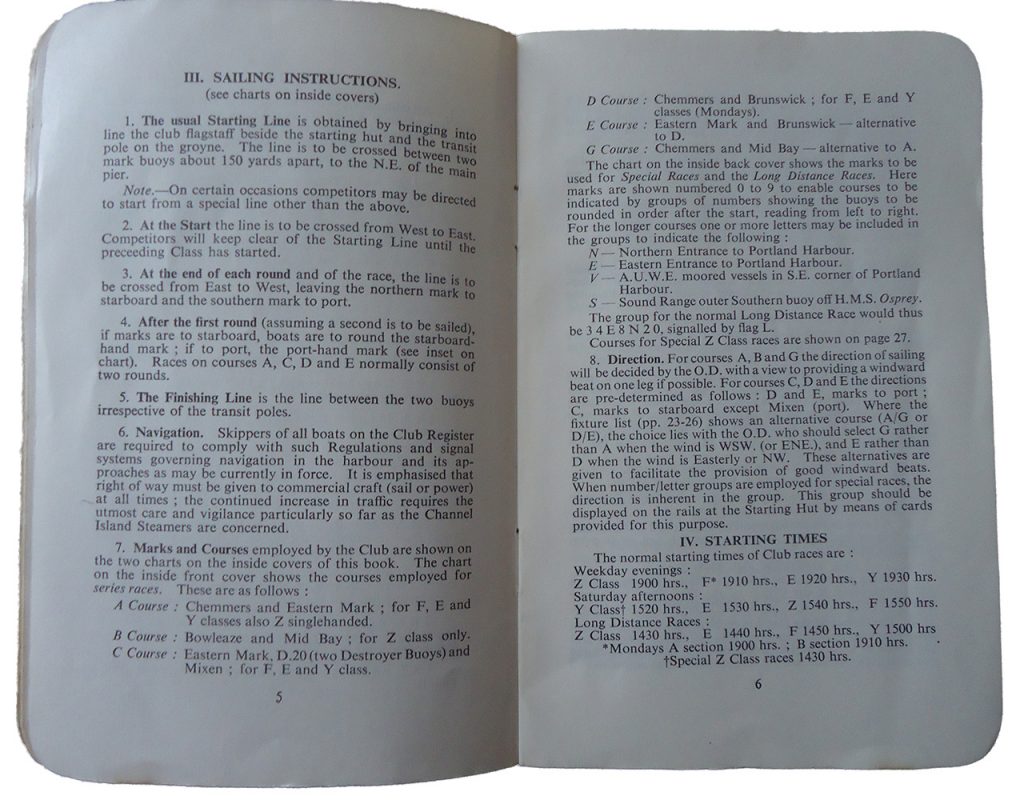 III. SAILING INSTRUCTIONS.
(see charts on inside covers)
1. The usual Starting Line is obtained by bringing into
line the club flagstaff beside the starting hut and the transit
pole on the groyne. The line is to be crossed between two
mark buoys about 150 yards apart, to the N.E. of the main
pier.
Note.—On certain occasions competitors may be directed
to start from a special line other than the above.
2. At the Start the line is to be crossed from West to East.
Competitors will keep clear of the Starting Line until the
preceeding Class has started.
3. At the end of each round and of the race, the line is to
be crossed from East to West, leaving the northern mark to
starboard and the southern mark to port.
4. After the first round (assuming a second is to be sailed),
if marks are to starboard, boats are to round the starboard-
hand mark ; if to port, the port-hand mark (see inset on
chart). Races on courses A, C, D and E normally consist of
two rounds.
5. The Finishing Line is the line between the two buoys
irrespective of the transit poles.
6. Navigation. Skippers of all boats on the Club Register
are required to comply with such Regulations and signal
systems governing navigation in the harbour and its ap-
proaches as may be currently in force. It is emphasised that
right of way must be given to commercial craft (sail or power)
at all times ; the continued increase in traffic requires the
utmost care and vigilance particularly so far as the Channel
Island Steamers are concerned.
7. Marks and Courses employed by the Club are shown on
the two charts on the inside covers of this book. The chart
on the inside front cover shows the courses employed for
series races. These are as follows :
A Course : Chemmers and Eastern Mark ; for F, E and
Y classes also Z singlehanded.
B Course : Bowleaze and Mid Bay ; for Z class only.
C Course : Eastern Mark, D.20 (two Destroyer Buoys) and
Mixen ; for F, E and Y class.
5
D Course : Chemmers and Brunswick ; for F, E and Y
classes (Mondays).
E Course : Eastern Mark and Brunswick — alternative
to D.
G Course : Chemmers and Mid Bay — alternative to A.
The chart on the inside back cover shows the marks to be
used for Special Races and the Long Distance Races. Here
marks are shown numbered 0 to 9 to enable courses to be
indicated by groups of numbers showing the buoys to be
rounded in order after the start, reading from left to right.
For the longer courses one or more letters may be included in
the groups to indicate the following :
N — Northern Entrance to Portland Harbour.
E — Eastern Entrance to Portland Harbour.
V — A.U.W.E. moored vessels in S.E. corner of Portland
Harbour.
S — Sound Range outer Southern buoy off H.M.S. Osprey.
The group for the normal Long Distance Race would thus
be 3 4 E 8 N 2 0, signalled by flag L.
Courses for Special Z Class races are shown on page 27.
8. Direction. For courses A, B and G the direction of sailing
will be decided by the O.D. with a view to providing a windward
beat on one leg if possible. For courses C, D and E the directions
are pre-determined as follows : D and E, marks to port ;
C, marks to starboard except Mixen (port). Where the
fixture list (pp. 23-26) shows an alternative course (A/G or
D/E), the choice lies with the O.D. who should select G rather
than A when the wind is WSW. (or ENE.), and E rather than
D when the wind is Easterly or NW. These alternatives are
given to facilitate the provision of good windward beats.
When number/letter groups are employed for special races, the
direction is inherent in the group. This group should be
displayed on the rails at the Starting Hut by means of cards
provided for this purpose.
IV. STARTING TIMES
The normal starting times of Club races are :
Weekday evenings :
Z Class 1900 hrs., F* 1910 hrs., E 1920 hrs., Y 1930 hrs.
Saturday afternoons :
Y Class† 1520 hrs., E 1530 hrs., Z 1540 hrs., F 1550 hrs.
Long Distance Races :
Z Class 1430 hrs., E 1440 hrs., F 1450 hrs., Y 1500 hrs
*Mondays A section 1900 hrs. ; B section 1910 hrs.
†Special Z Class races 1430 hrs.
6